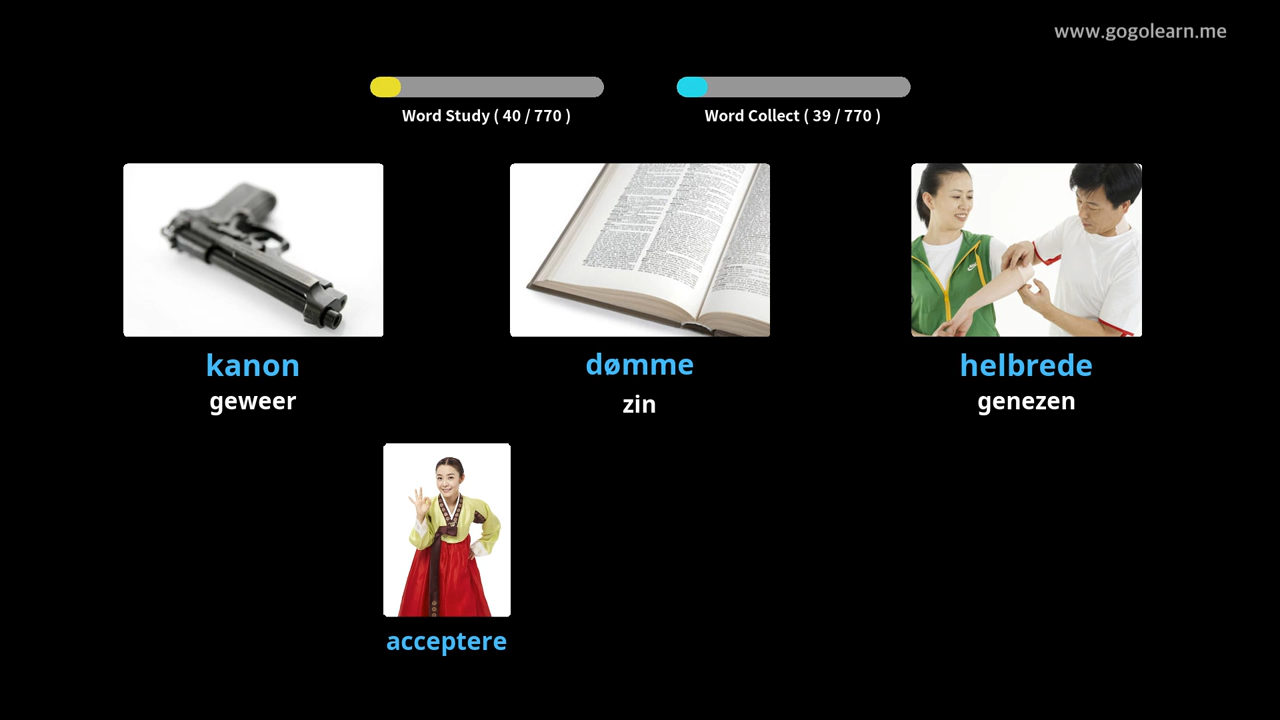 www.gogolearn.me
Word Study ( 40 / 770 )
Word Collect ( 39 / 770 )
kanon
geweer
dømme
zin
helbrede
genezen
acceptere